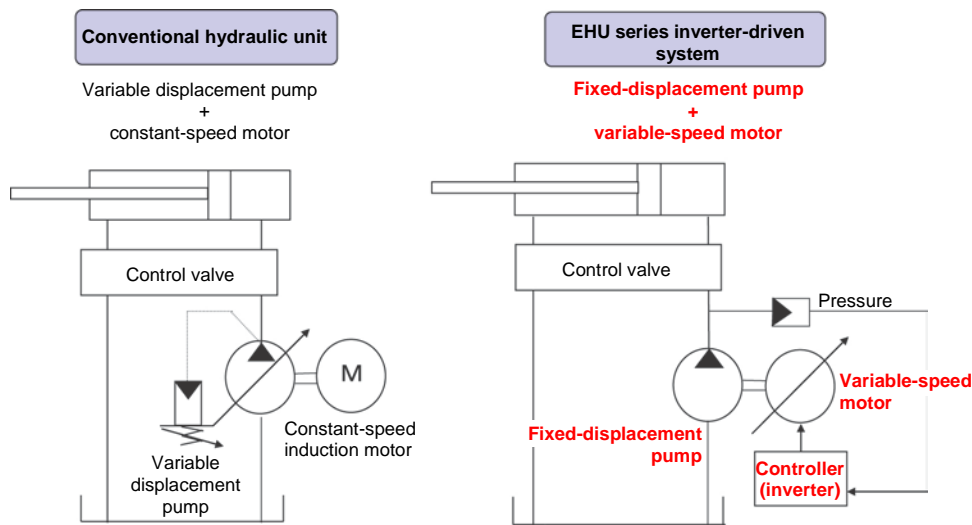 Conventional hydraulic unit
Variable displacement pump
+
constant-speed motor
Control valve
M
Constant-speed
induction motor
Variable
displacement
pump
EHU series inverter-driven
system
Fixed-displacement pump
+
variable-speed motor
Control valve
Pressure
Variable-speed
motor
Fixed-displacement
pump
Controller
(inverter)